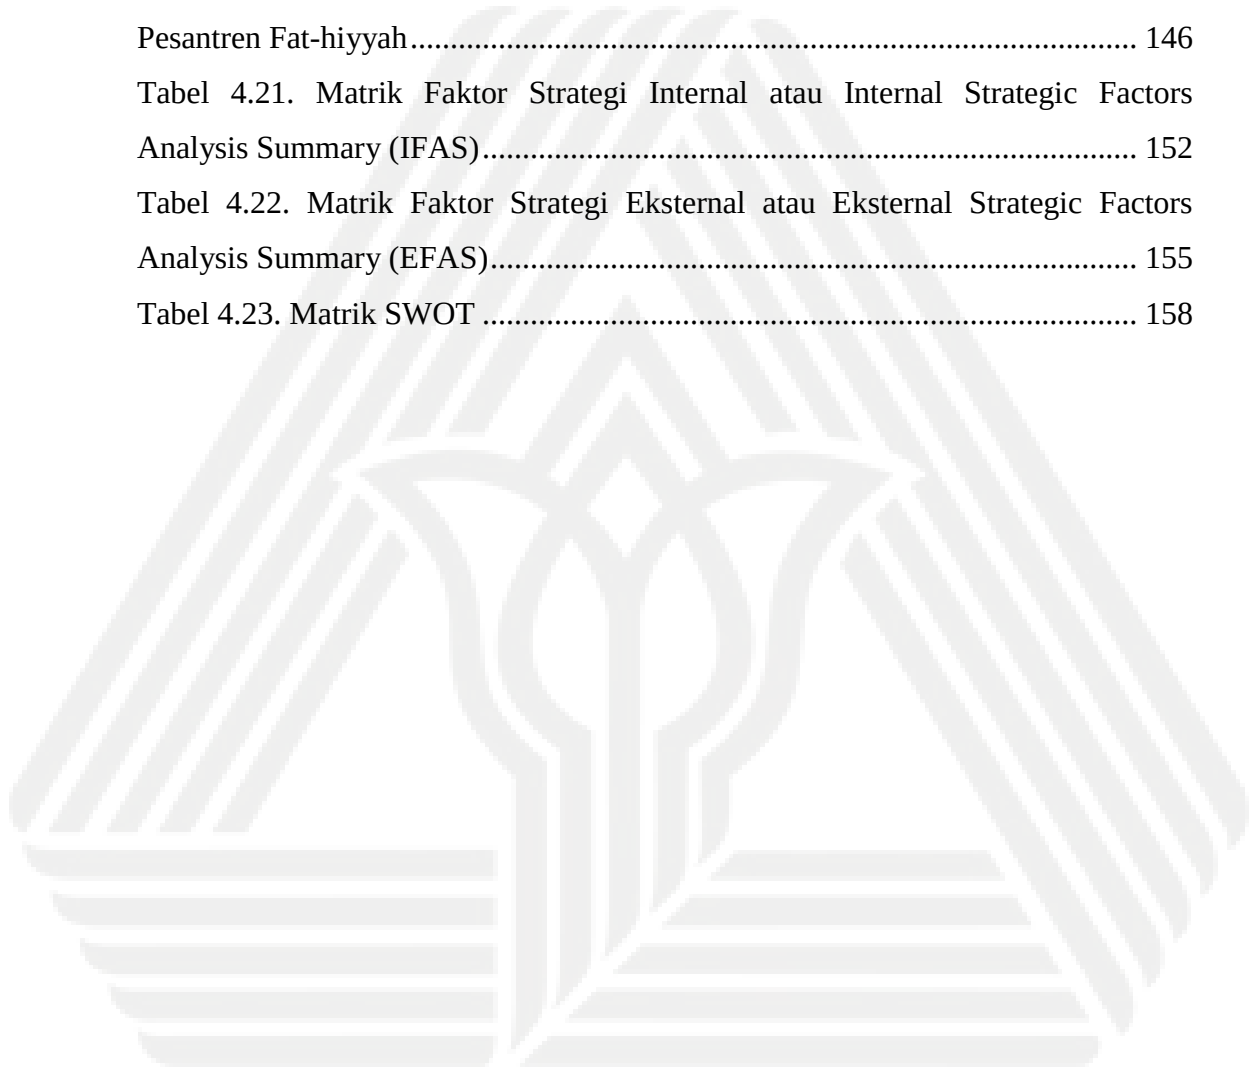 Pesantren Fat-hiyyah........................................................................................... 146
Tabel 4.21. Matrik Faktor Strategi Internal atau Internal Strategic Factors
Analysis Summary (IFAS).................................................................................. 152
Tabel 4.22. Matrik Faktor Strategi Eksternal atau Eksternal Strategic Factors
Analysis Summary (EFAS)................................................................................. 155
Tabel 4.23. Matrik SWOT .................................................................................. 158